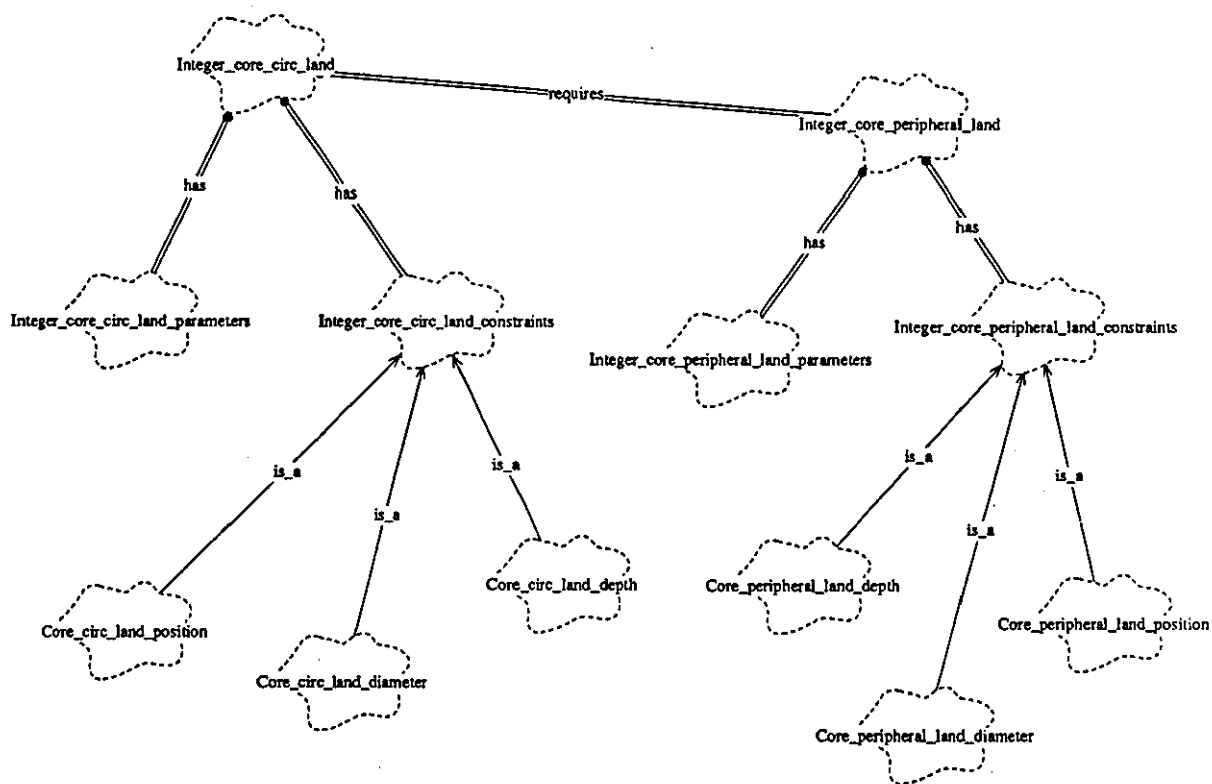 Integer_core_circ_land
requires
Integer_core_peripheral_land
has
has
has
has
Integer_core_circ_land_parameters
Integer_core_circ_land_constraints
Integer_core_peripheral_land_parameters
Integer_core_peripheral_land_constraints
is_a
is_a
is_a
is_a
is_a
is_a
Core_circ_land_position
Core_circ_land_diameter
Core_circ_land_depth
Core_peripheral_land_depth
Core_peripheral_land_position
Core_peripheral_land_diameter